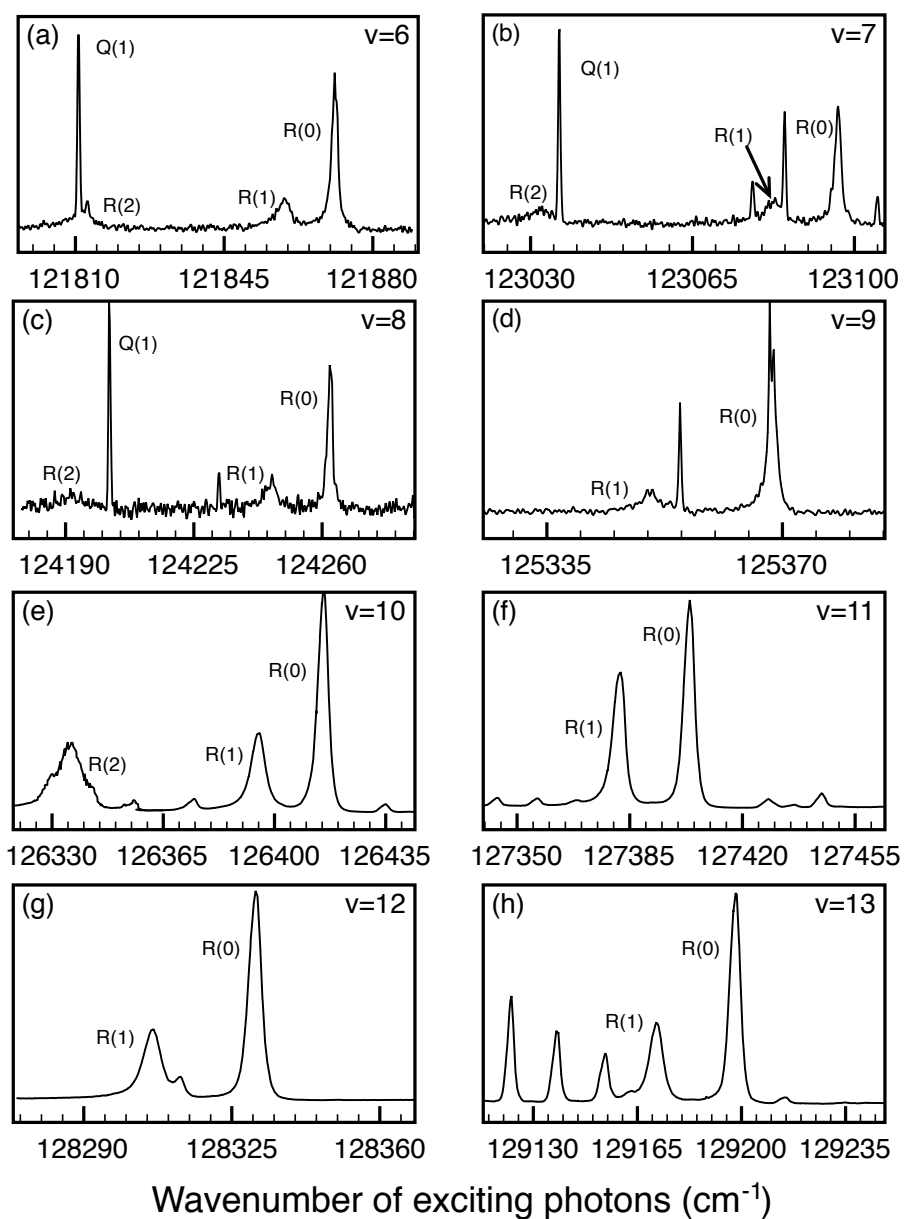 (a) v=6
Q(1)
R(0)
R(1)
R(2)
121810 121845 121880
(b) v=7
Q(1)
R(1) R(0)
R(2)
123030 123065 123100
(c) v=8
Q(1)
R(0)
R(2) R(1)
124190 124225 124260
(d) v=9
R(0)
R(1)
125335 125370
(e) v=10
R(0)
R(1)
R(2)
126330 126365 126400 126435
(f) v=11
R(0)
R(1)
127350 127385 127420 127455
(g) v=12
R(0)
R(1)
128290 128325 128360
(h) v=13
R(0)
R(1)
129130 129165 129200 129235
Wavenumber of exciting photons (cm⁻¹)